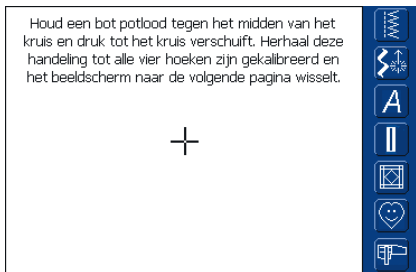 Houd een bot potlood tegen het midden van het
kruis en druk tot het kruis verschuift. Herhaal deze
handeling tot alle vier hoeken zijn gekalibreerd en
het beeldscherm naar de volgende pagina wisselt.
A